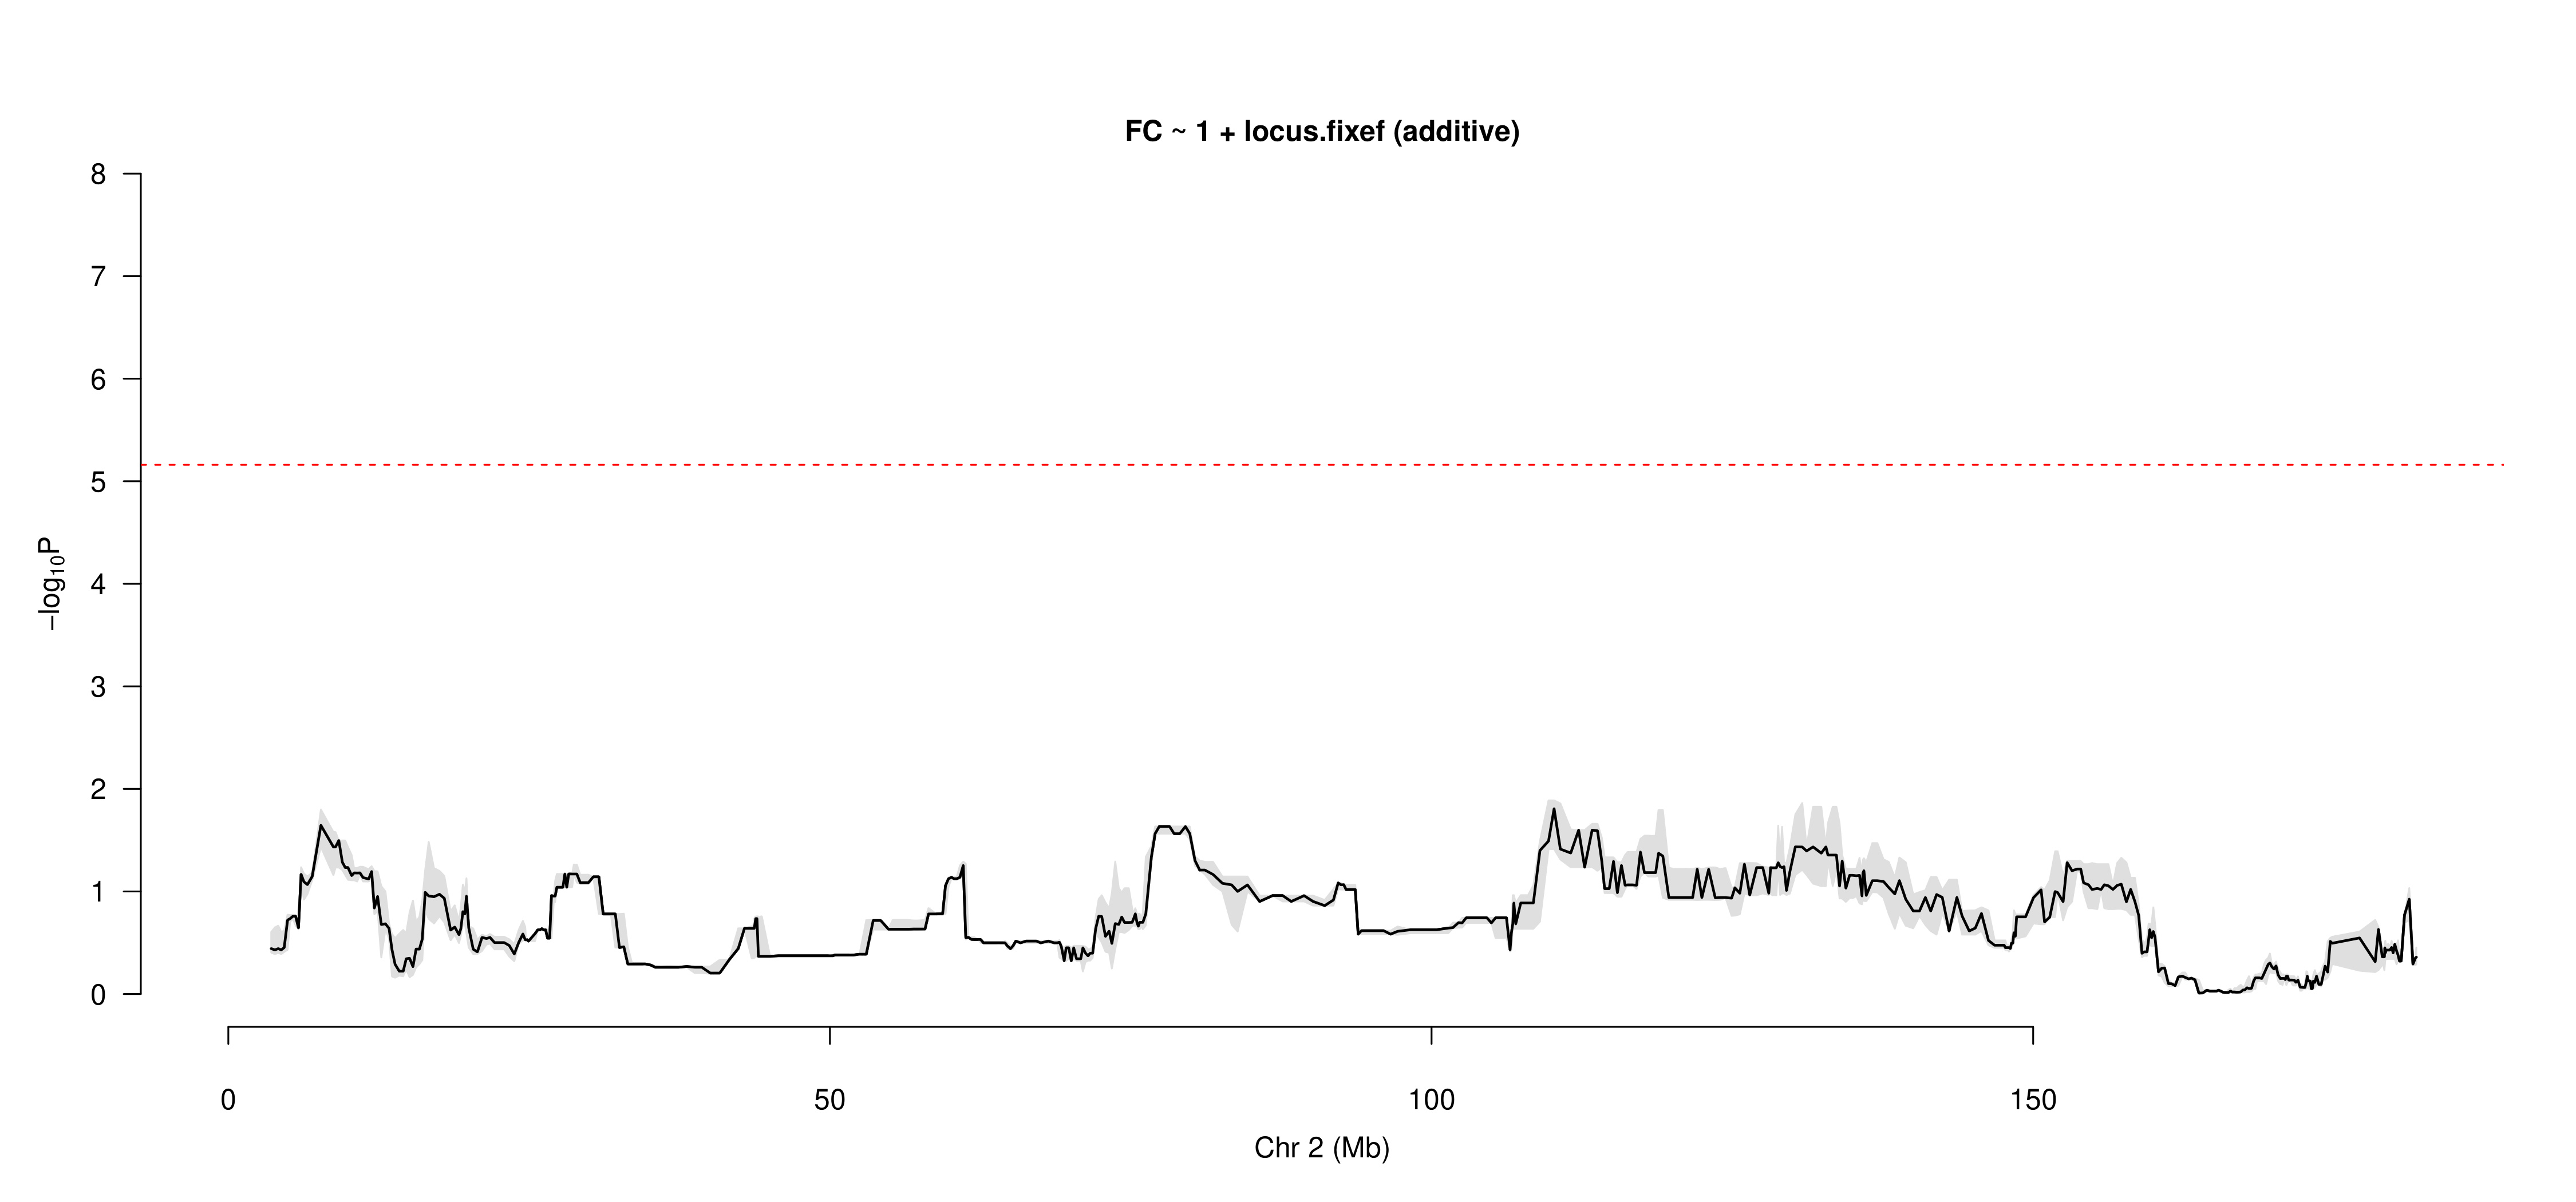 FC ~ 1 + locus.fixef (additive)
8
7
6
5
4
3
2
1
0
−log10P
0 50 100 150
Chr 2 (Mb)